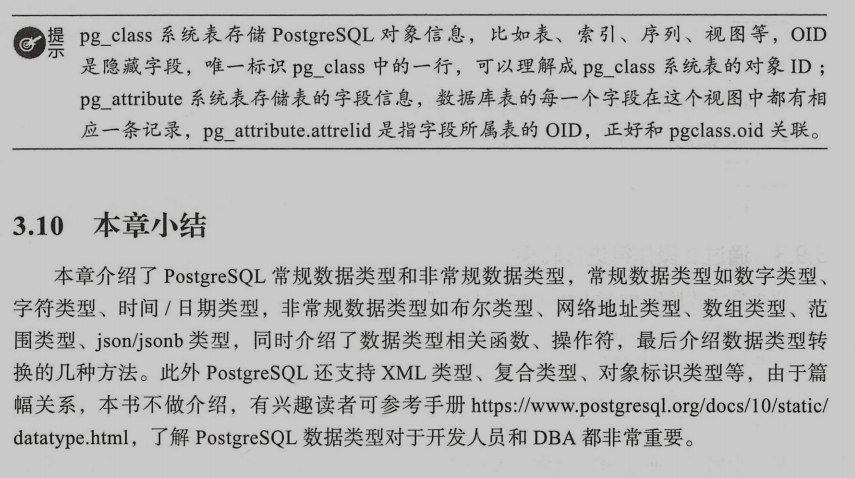 提示 pg_class 系统表存储 PostgreSQL 对象信息，比如表、索引、序列、视图等，OID
是隐藏字段，唯一标识 pg_class 中的一行，可以理解成 pg_class 系统表的对象 ID；
pg_attribute 系统表存储表的字段信息，数据库表的每一个字段在这个视图中都有相
应一条记录，pg_attribute.attrelid 是指字段所属表的 OID，正好和 pgclass.oid 关联。
3.10 本章小结
本章介绍了 PostgreSQL 常规数据类型和非常规数据类型，常规数据类型如数字类型、
字符类型、时间 / 日期类型，非常规数据类型如布尔类型、网络地址类型、数组类型、范
围类型、json/jsonb 类型，同时介绍了数据类型相关函数、操作符，最后介绍数据类型转
换的几种方法。此外 PostgreSQL 还支持 XML 类型、复合类型、对象标识类型等，由于篇
幅关系，本书不做介绍，有兴趣读者可参考手册 https://www.postgresql.org/docs/10/static/
datatype.html，了解 PostgreSQL 数据类型对于开发人员和 DBA 都非常重要。